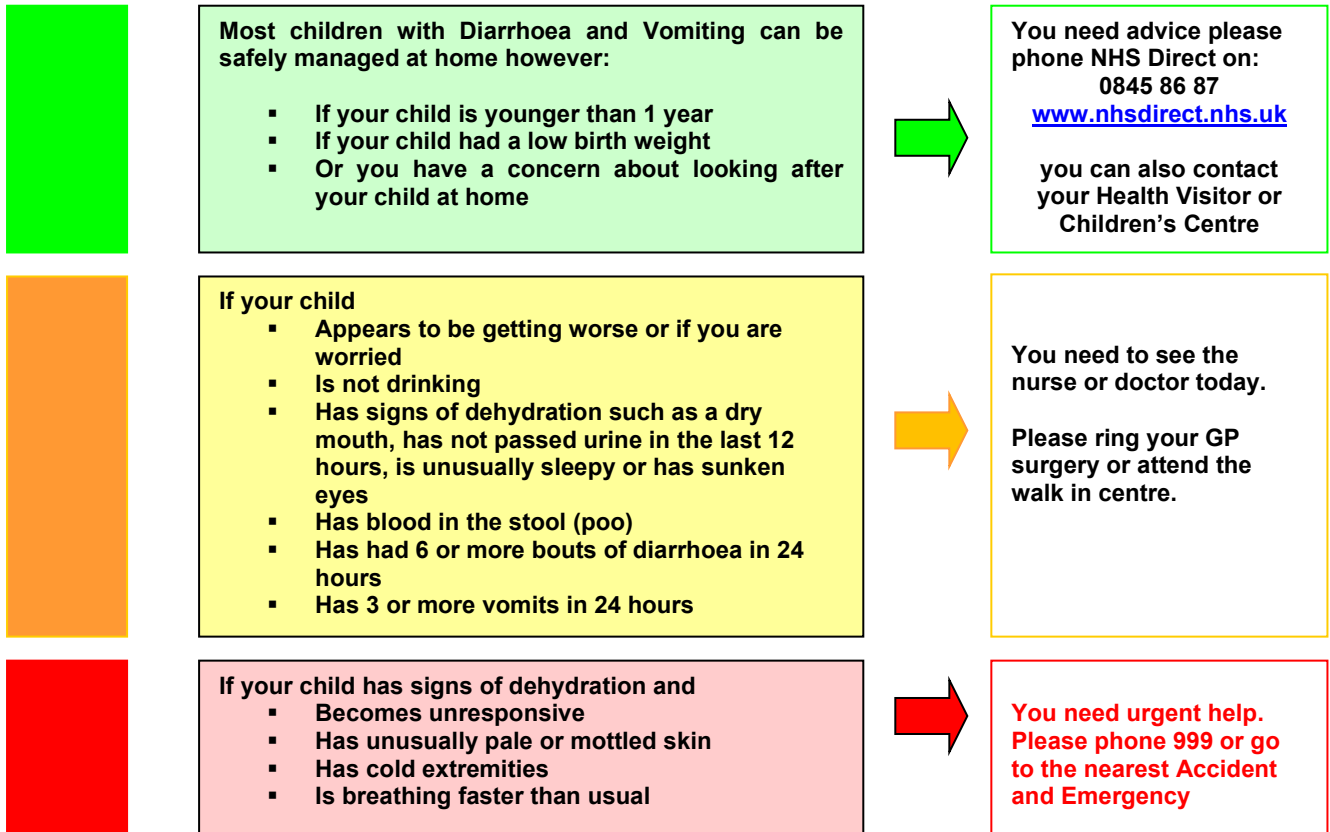 Most children with Diarrhoea and Vomiting can be
safely managed at home however:
▪ If your child is younger than 1 year
▪ If your child had a low birth weight
▪ Or you have a concern about looking after
your child at home
You need advice please
phone NHS Direct on:
0845 86 87
www.nhsdirect.nhs.uk
you can also contact
your Health Visitor or
Children's Centre
If your child
▪ Appears to be getting worse or if you are
worried
▪ Is not drinking
▪ Has signs of dehydration such as a dry
mouth, has not passed urine in the last 12
hours, is unusually sleepy or has sunken
eyes
▪ Has blood in the stool (poo)
▪ Has had 6 or more bouts of diarrhoea in 24
hours
▪ Has 3 or more vomits in 24 hours
You need to see the
nurse or doctor today.
Please ring your GP
surgery or attend the
walk in centre.
If your child has signs of dehydration and
▪ Becomes unresponsive
▪ Has unusually pale or mottled skin
▪ Has cold extremities
▪ Is breathing faster than usual
You need urgent help.
Please phone 999 or go
to the nearest Accident
and Emergency